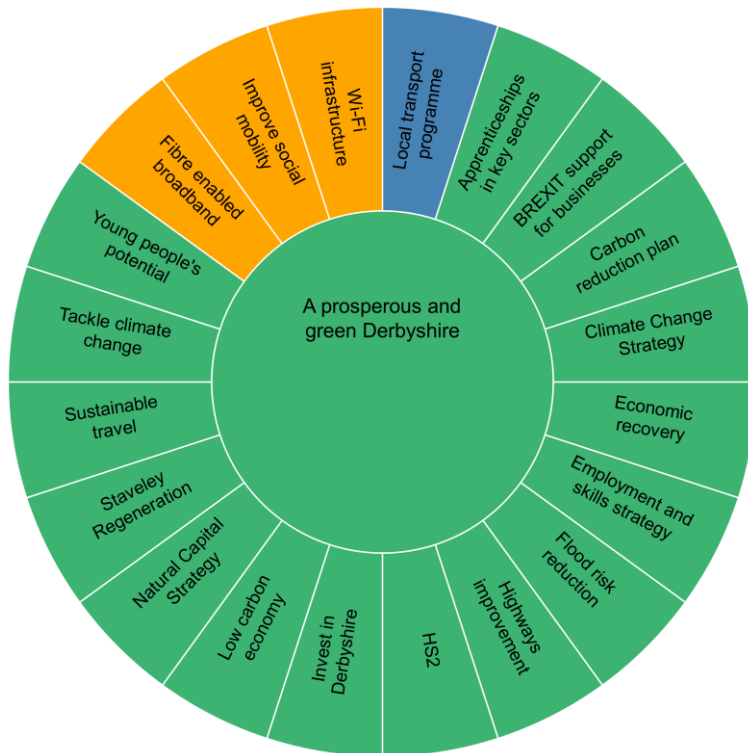 A prosperous and
green Derbyshire
Local transport
programme
Apprenticeships
in key sectors
BREXIT support
for businesses
Carbon
reduction plan
Climate Change
Strategy
Economic
recovery
Employment and
skills strategy
Flood risk
reduction
Highways
improvement
HS2
Invest in
Derbyshire
Low carbon
economy
Natural Capital
Strategy
Staveley
Regeneration
Sustainable
travel
Tackle climate
change
Young people's
potential
Fibre enabled
broadband
Improve social
mobility
Wi-Fi
infrastructure